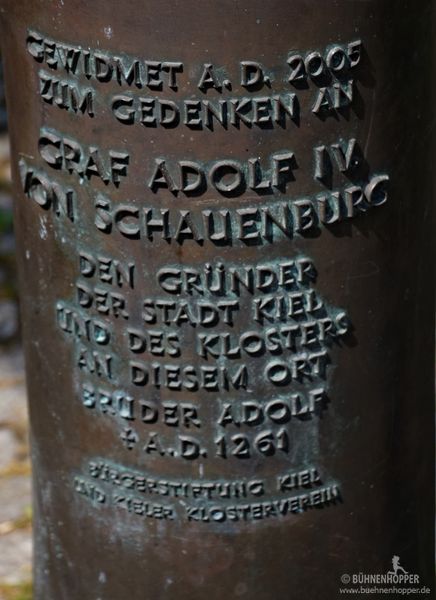 GEWIDMET A. D. 2005
ZUM GEDENKEN AN
GRAF ADOLF IV.
VON SCHAUENBURG
DEN GRÜNDER
DER STADT KIEL
UND DES KLOSTERS
AN DIESEM ORT
BRUDER ADOLF
✝ A. D. 1261
BÜRGERSTIFTUNG KIEL
UND KIELER KLOSTERVEREIN
© BÜHNENHOPPER
www.buehnenhopper.de